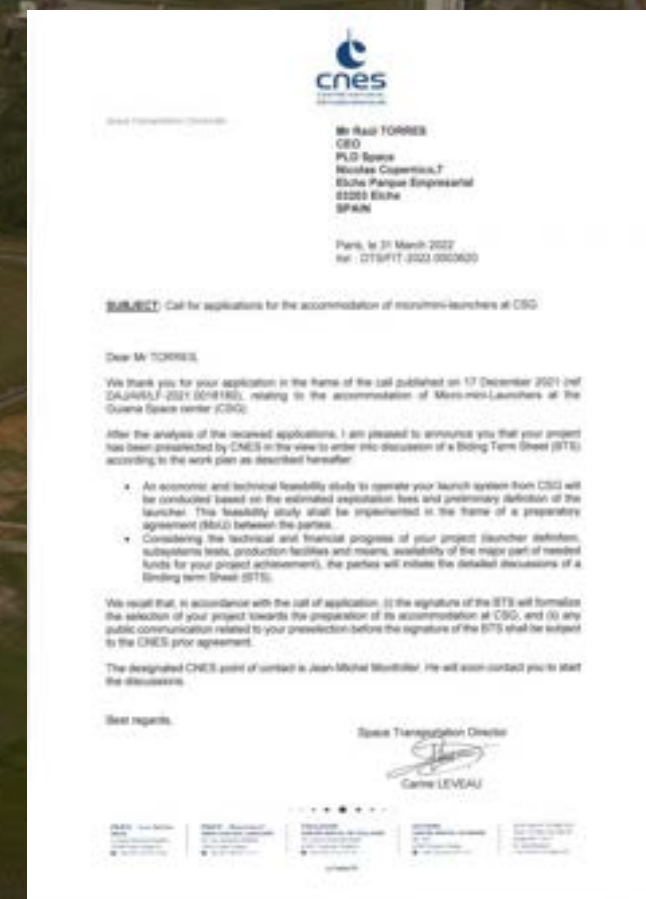 cnes
Space Transportation Directorate
Mr Raúl TORRES
CEO
PLD Space
Nicolas Copernico,7
Elche Parque Empresarial
03203 Elche
SPAIN
Paris, le 31 March 2022
DTS/FIT-2022.0003620
SUBJECT: Call for applications for the accommodation of micro/mini-launchers at CSG
Dear Mr TORRES,
We thank you for your application in the frame of the call published on 17 December 2021 (ref
relating to the accommodation of Micro-mini-Launchers at the
Guiana Space center (CSG).
After the analysis of the received applications, I am pleased to announce you that your project
has been preselected by CNES in the view to enter into discussion of a Biding Term Sheet (BTS)
according to the work plan as described hereafter:
• An economic and technical feasibility study to operate your launch system from CSG will
be conducted based on the estimated exploitation fees and preliminary definition of the
launcher. This feasibility study shall be implemented in the frame of a preparatory
agreement (MoU) between the parties.
• Considering the technical and financial progress of your project (launcher definition,
subsystems tests, production facilities and means, availability of the major part of needed
funds for your project achievement), the parties will initiate the detailed discussions of a
Binding term Sheet (BTS).
We recall that, in accordance with the call of application, (i) the signature of the BTS will formalize
the selection of your project towards the preparation of its accommodation at CSG, and (ii) any
public communication related to your preselection before the signature of the BTS shall be subject
to the CNES prior agreement.
The designated CNES point of contact is Jean-Michel He will soon contact you to start
the discussions.
Best regards,
Space Transportation Director
Carine LEVEAU